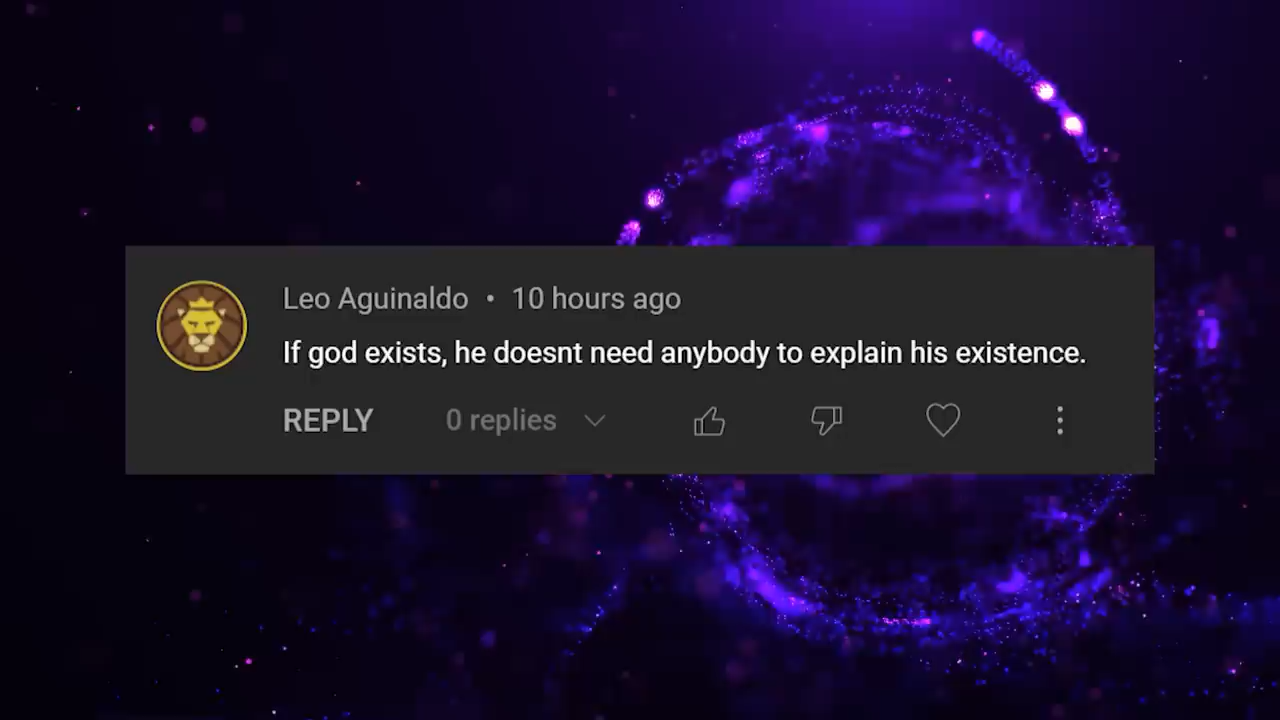 Leo Aguinaldo • 10 hours ago
If god exists, he doesnt need anybody to explain his existence.
REPLY 0 replies